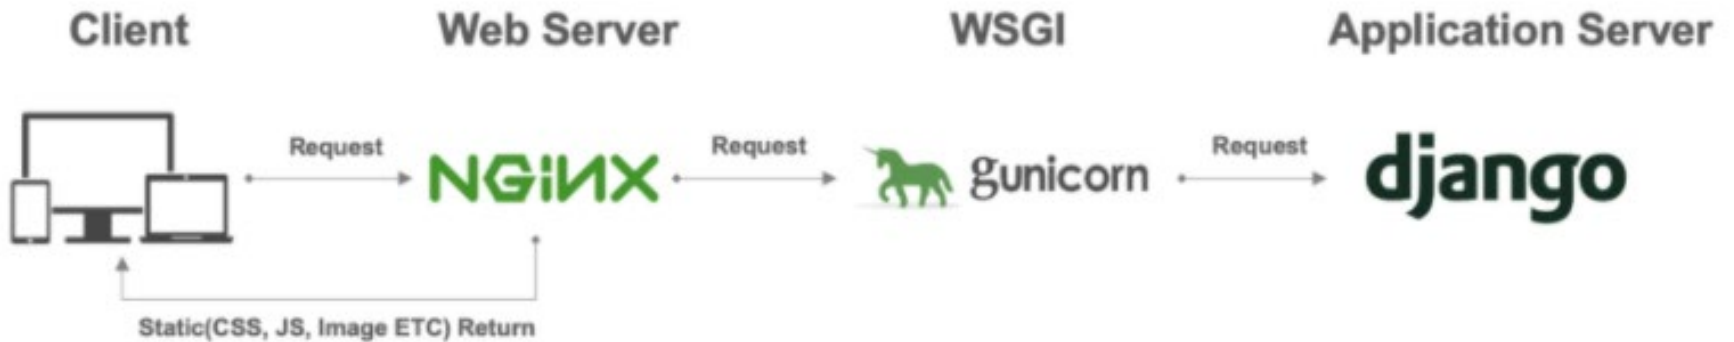 Client
Web Server
WSGI
Application Server
Request
NGiNX
Request
gunicorn
Request
django
Static(CSS, JS, Image ETC) Return